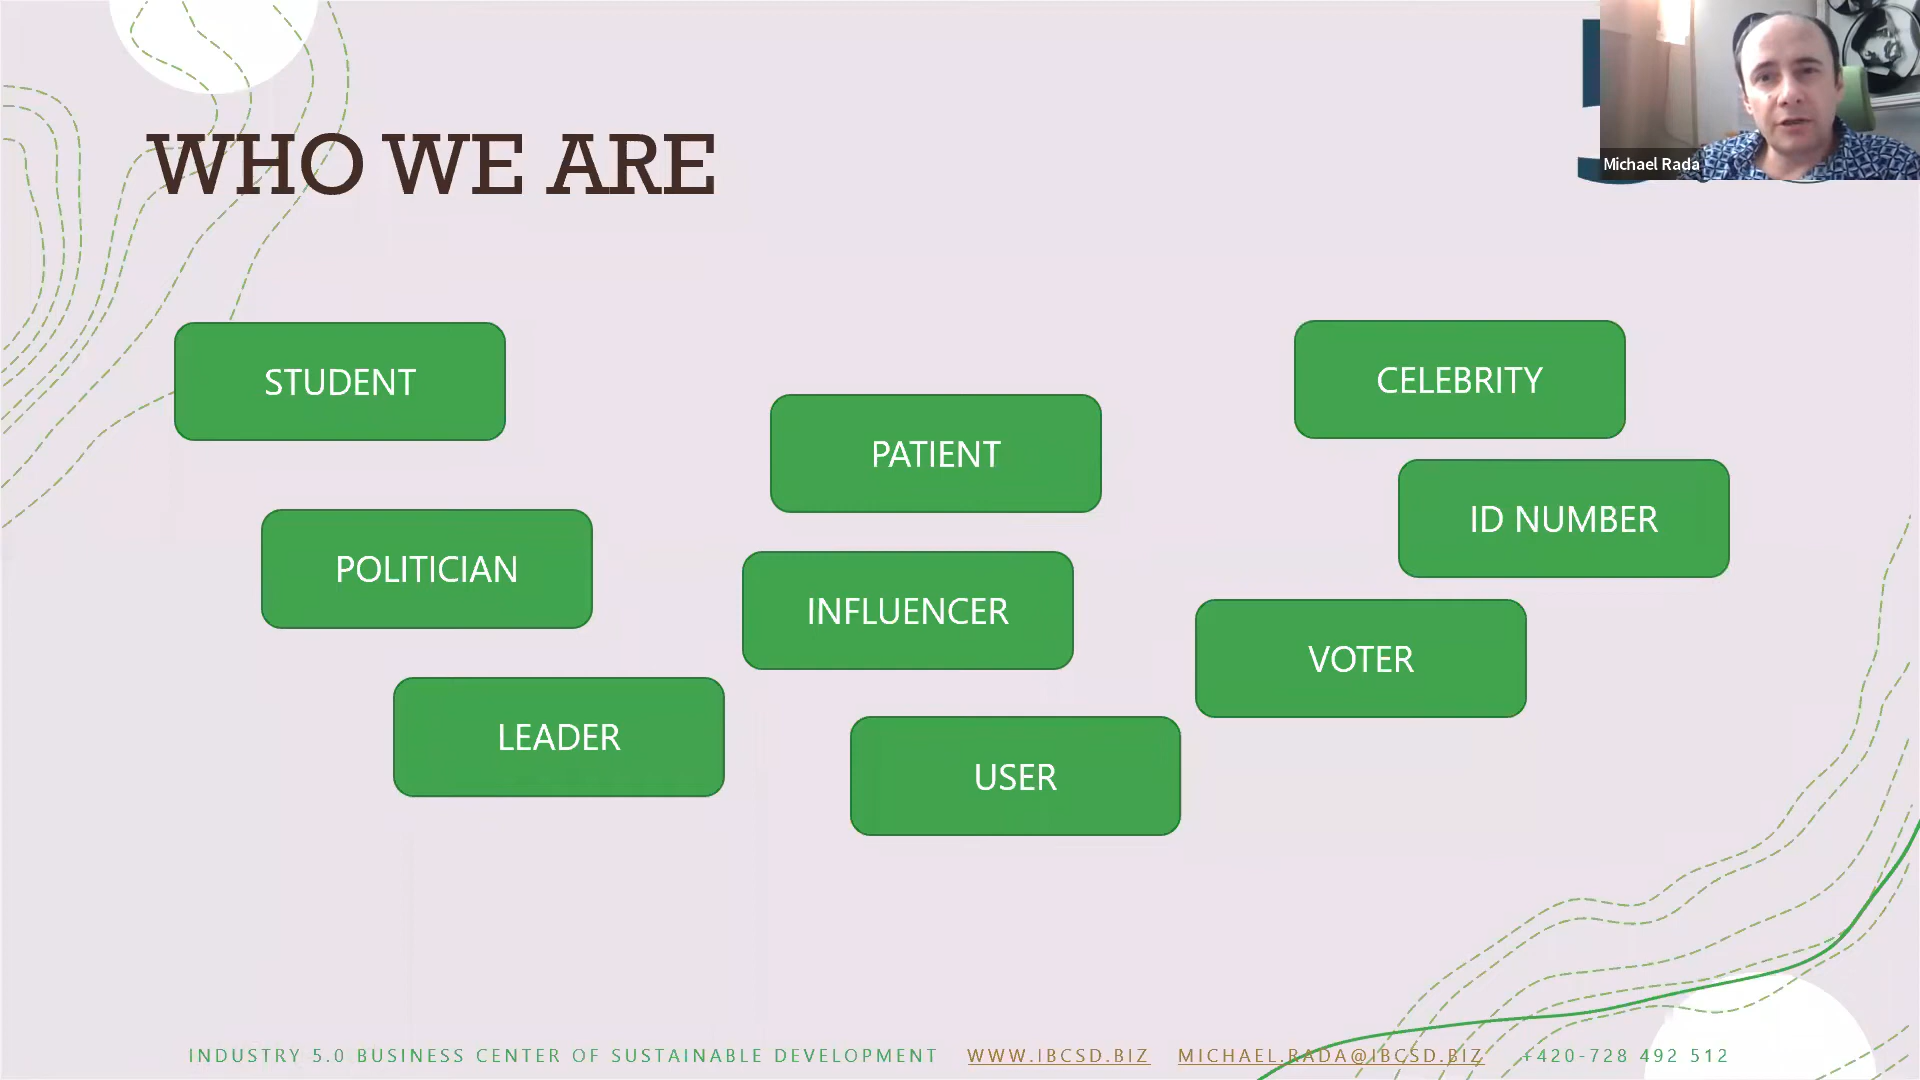 WHO WE ARE
Michael Rada
STUDENT
CELEBRITY
PATIENT
ID NUMBER
POLITICIAN
INFLUENCER
VOTER
LEADER
USER
INDUSTRY 5.0 BUSINESS CENTER OF SUSTAINABLE DEVELOPMENT WWW.IBCSD.BIZ MICHAEL.RADA@IBCSD.BIZ +420-728 492 512